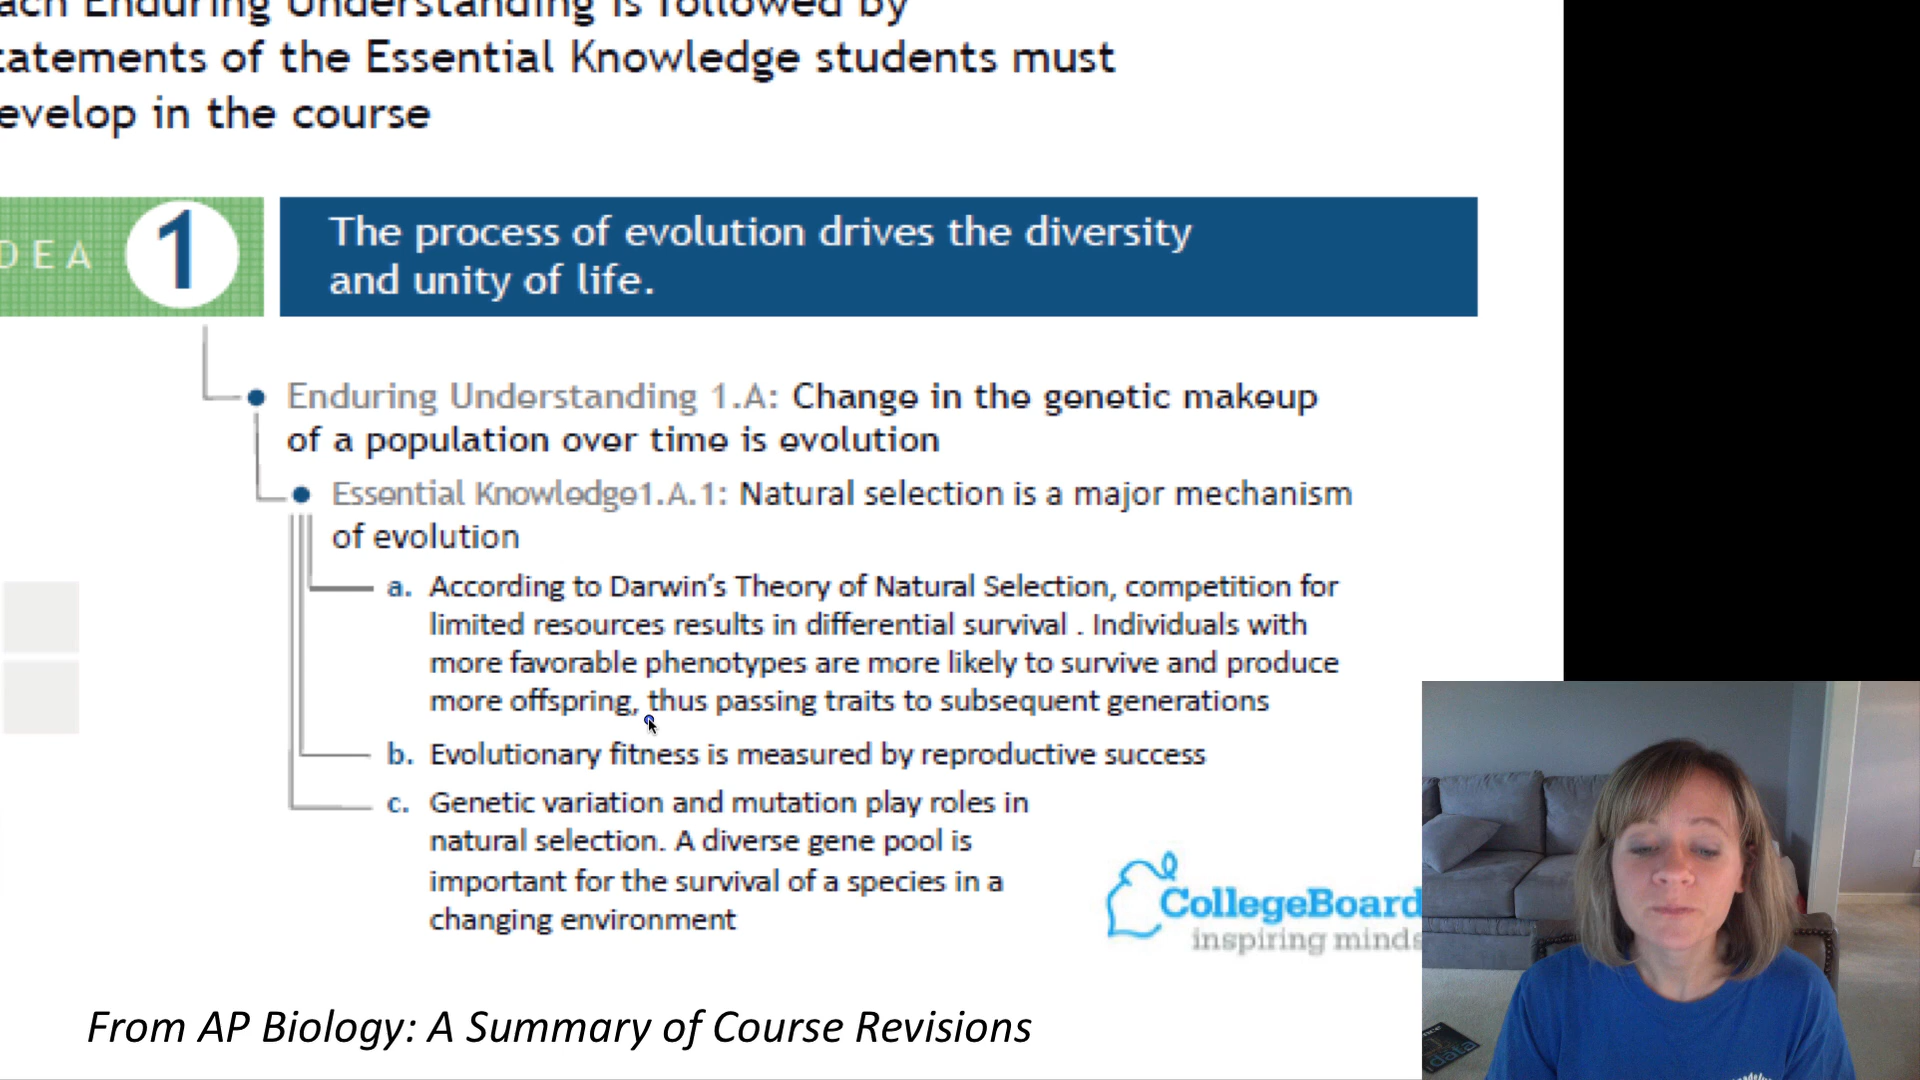 ach Enduring Understanding is followed by
tatements of the Essential Knowledge students must
evelop in the course
DEA 1
The process of evolution drives the diversity
and unity of life.
Enduring Understanding 1.A: Change in the genetic makeup
of a population over time is evolution
Essential Knowledge1.A.1: Natural selection is a major mechanism
of evolution
a. According to Darwin's Theory of Natural Selection, competition for
limited resources results in differential survival . Individuals with
more favorable phenotypes are more likely to survive and produce
more offspring, thus passing traits to subsequent generations
b. Evolutionary fitness is measured by reproductive success
c. Genetic variation and mutation play roles in
natural selection. A diverse gene pool is
important for the survival of a species in a
changing environment
CollegeBoard
inspiring minds
From AP Biology: A Summary of Course Revisions
data